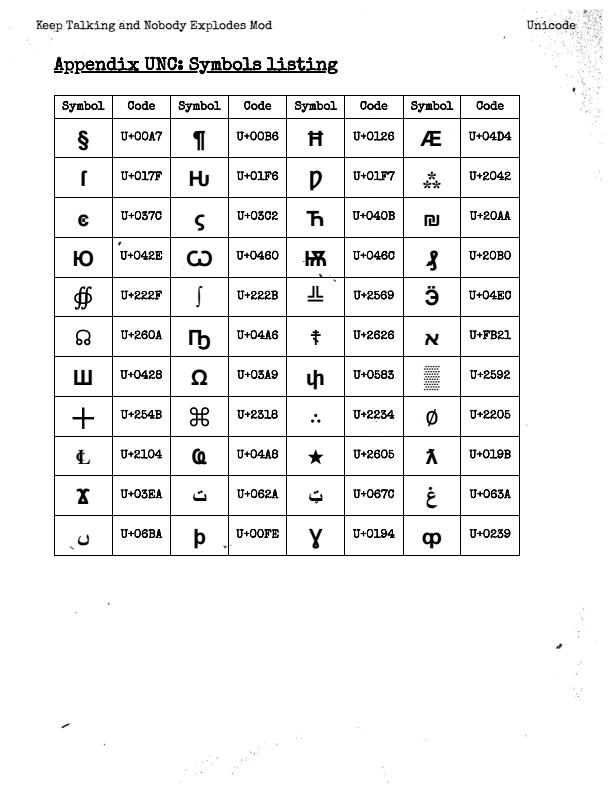 Keep Talking and Nobody Explodes Mod Unicode
Appendix UNC: Symbols listing
Symbol Code Symbol Code Symbol Code Symbol Code
§ U+00A7 ¶ U+00B6 Ħ U+0126 Ӕ U+04D4
ſ U+017F Ƕ U+01F6 Ƿ U+01F7 ⁂ U+2042
ͼ U+037C ς U+03C2 Ћ U+040B ₪ U+20AA
Ю U+042E Ѡ U+0460 Ѭ U+046C ₰ U+20B0
∯ U+222F ∫ U+222B ╩ U+2569 Ӭ U+04EC
☊ U+260A Ҧ U+04A6 ☦ U+2626 ﬡ U+FB21
Ш U+0428 Ω U+03A9 փ U+0583 ▒ U+2592
╋ U+254B ⌘ U+2318 ∴ U+2234 ∅ U+2205
℄ U+2104 Ҩ U+04A8 ★ U+2605 ƛ U+019B
Ϫ U+03EA ت U+062A ټ U+067C غ U+063A
ں U+06BA þ U+00FE Ɣ U+0194 ȹ U+0239